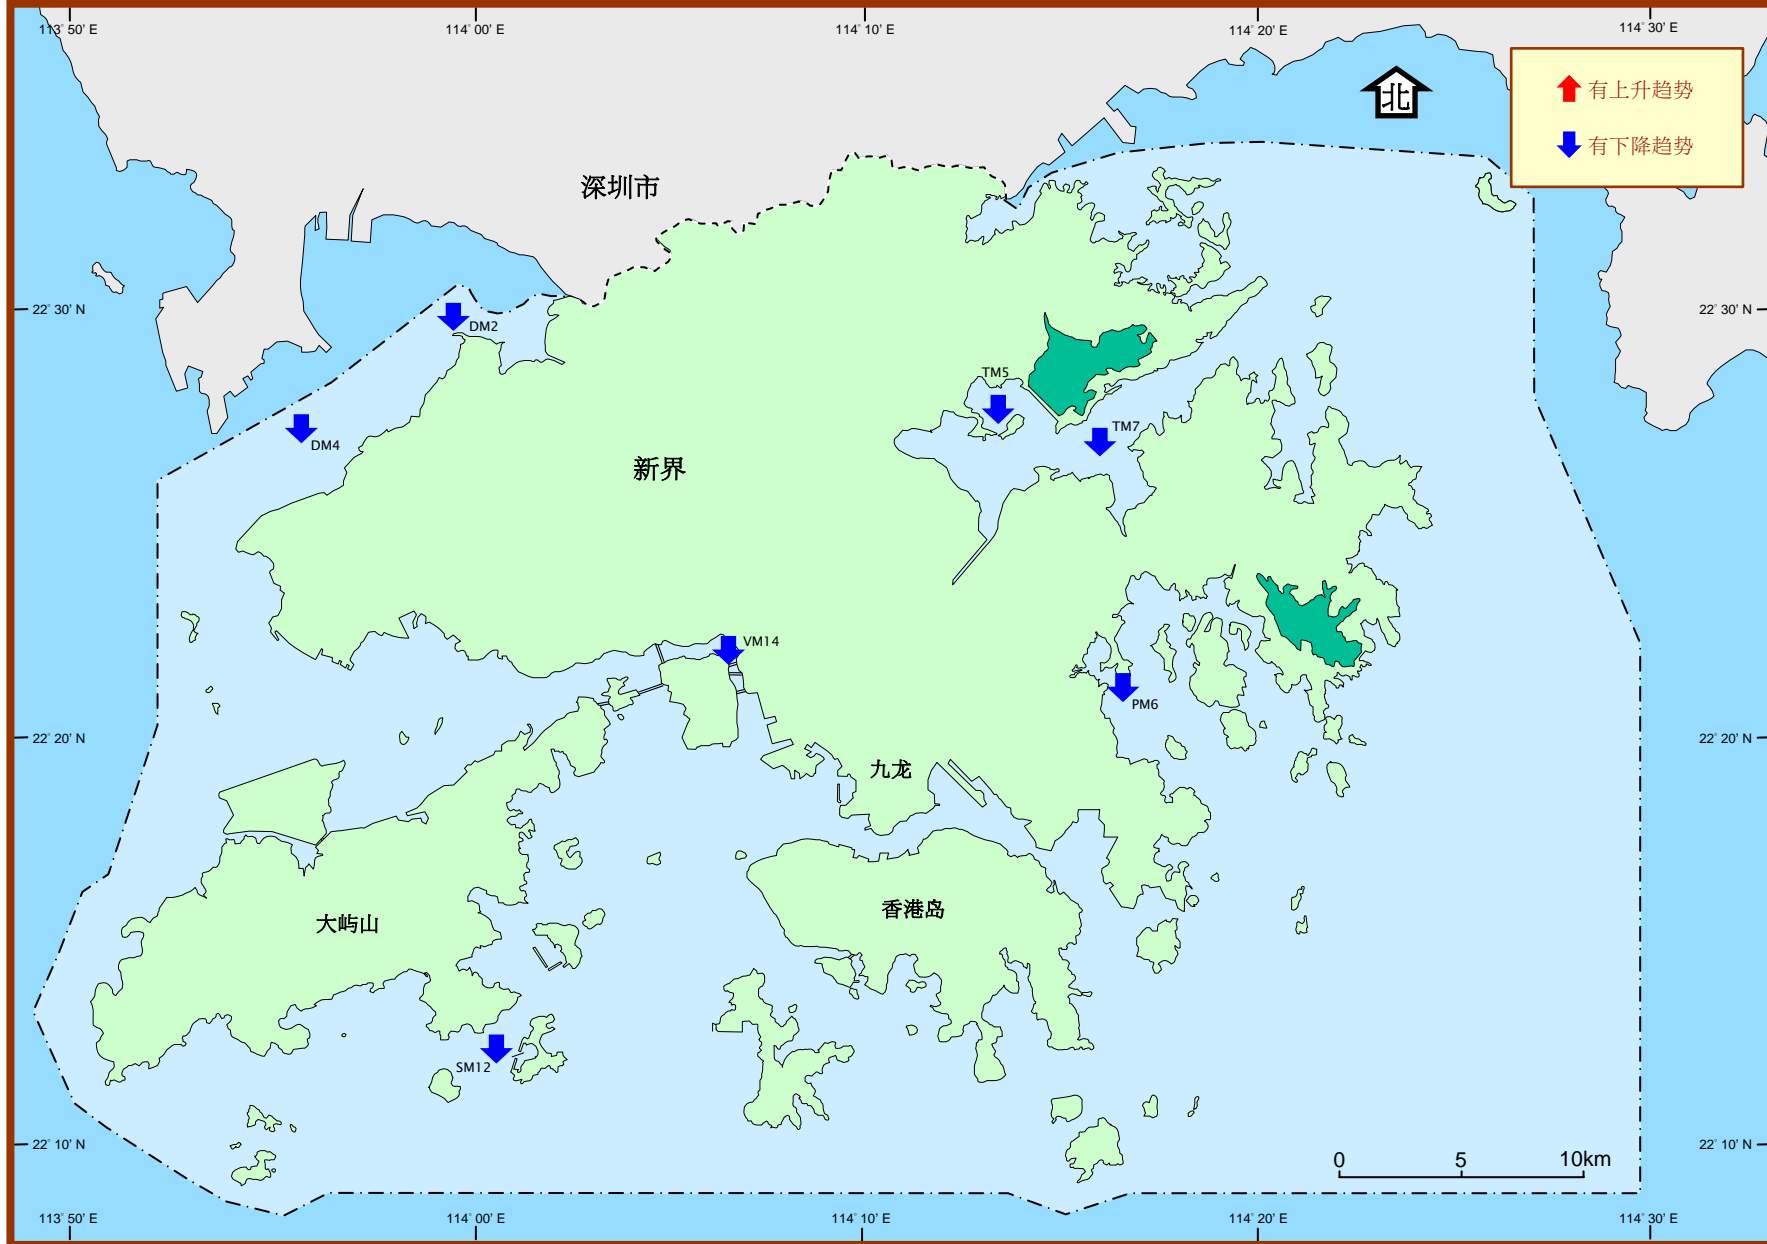 113° 50' E
114° 00' E
114° 10' E
114° 20' E
114° 30' E
北
有上升趋势
有下降趋势
深圳市
22° 30' N
22° 30' N
DM2
TM5
DM4
TM7
新界
VM14
PM6
22° 20' N
22° 20' N
九龙
香港岛
大屿山
SM12
22° 10' N
22° 10' N
0 5 10km
113° 50' E
114° 00' E
114° 10' E
114° 20' E
114° 30' E